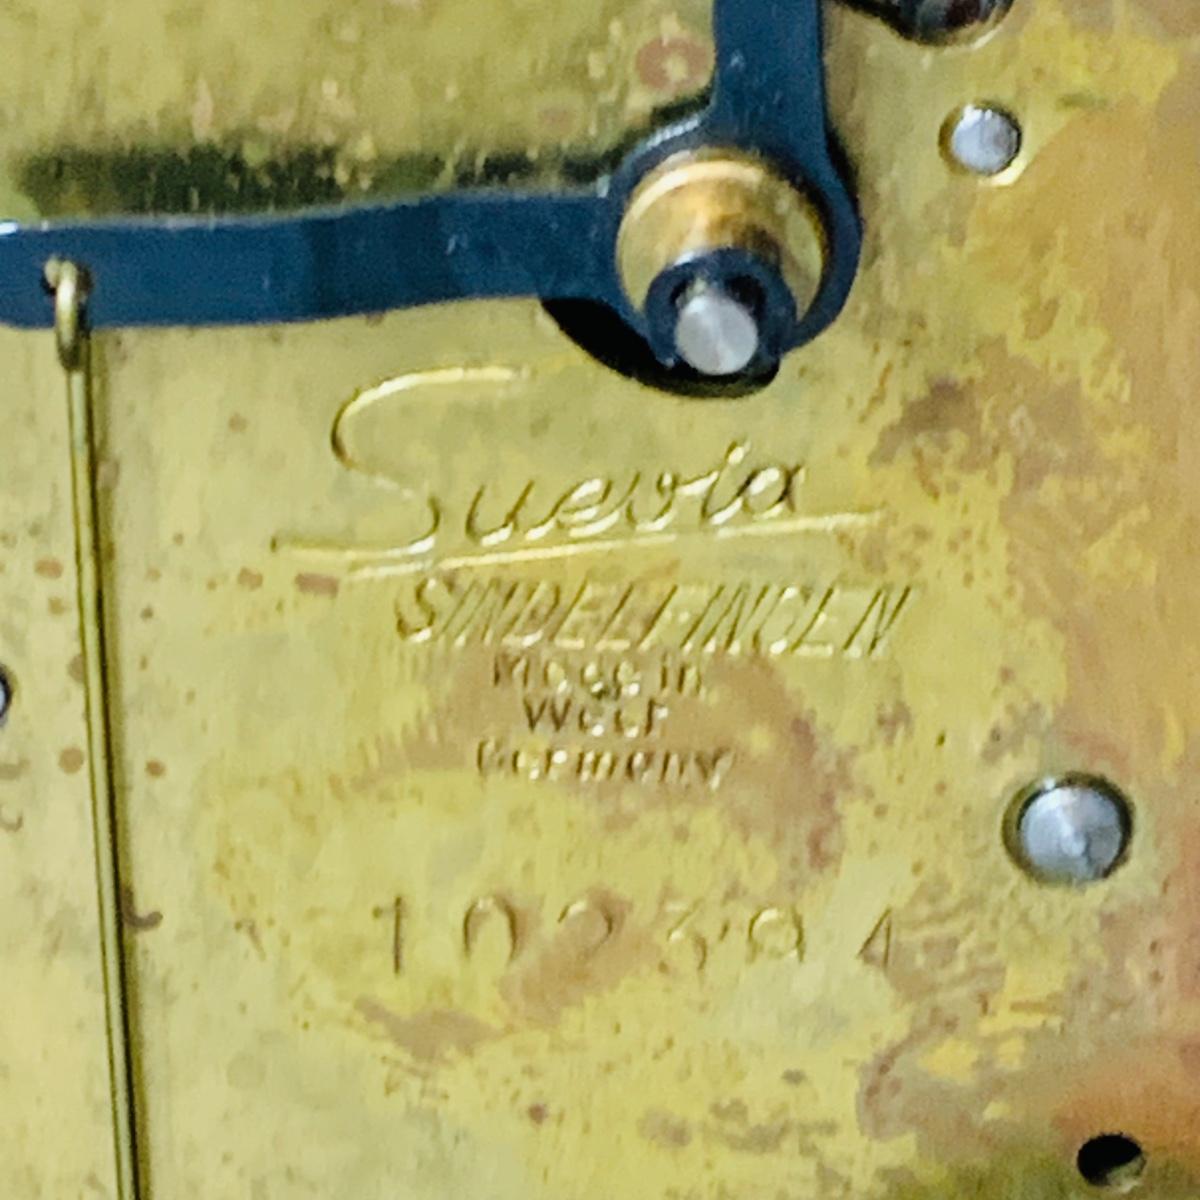 Suevia
SINDELFINGEN
Made in
West
Germany
102394